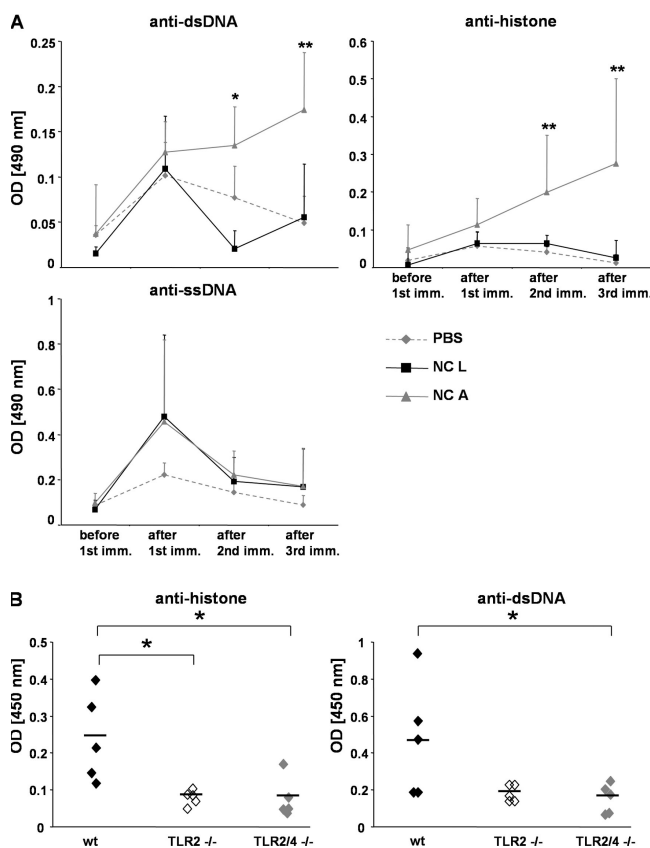 A
anti-dsDNA
OD [490 nm]
0.25
0.2
0.15
0.1
0.05
0
*
**
anti-histone
0.6
0.5
0.4
0.3
0.2
0.1
0
**
**
before 1st imm.
after 1st imm.
after 2nd imm.
after 3rd imm.
anti-ssDNA
OD [490 nm]
1
0.8
0.6
0.4
0.2
0
before 1st imm.
after 1st imm.
after 2nd imm.
after 3rd imm.
PBS
NC L
NC A
B
anti-histone
OD [450 nm]
0.5
0.4
0.3
0.2
0.1
0
*
*
wt
TLR2 -/-
TLR2/4 -/-
anti-dsDNA
OD [450 nm]
1
0.8
0.6
0.4
0.2
0
*
wt
TLR2 -/-
TLR2/4 -/-